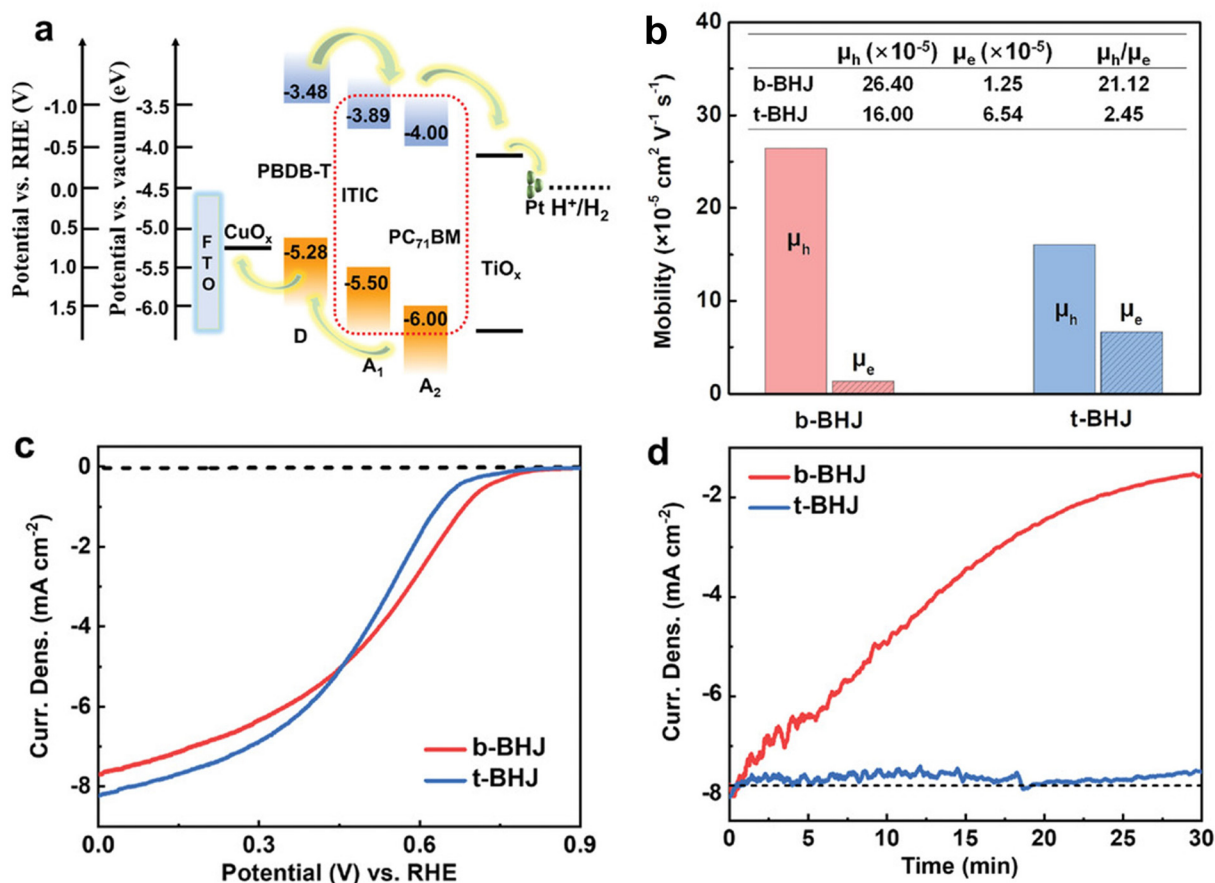 a
Potential vs. RHE (V)
-1.0
-0.5
0.0
0.5
1.0
1.5
Potential vs. vacuum (eV)
-3.5
-4.0
-4.5
-5.0
-5.5
-6.0
FTO
CuOₓ
-3.48
PBDB-T
-5.28
D
-3.89
ITIC
-5.50
A₁
-4.00
PC₇₁BM
-6.00
A₂
TiOₓ
Pt H⁺/H₂
b
Mobility (×10⁻⁵ cm² V⁻¹ s⁻¹)
40
30
20
10
0
μₕ (×10⁻⁵) μₑ (×10⁻⁵) μₕ/μₑ
b-BHJ 26.40 1.25 21.12
t-BHJ 16.00 6.54 2.45
μₕ
μₑ
μₕ
μₑ
b-BHJ t-BHJ
c
Curr. Dens. (mA cm⁻²)
0
-2
-4
-6
-8
b-BHJ
t-BHJ
0.0 0.3 0.6 0.9
Potential (V) vs. RHE
d
Curr. Dens. (mA cm⁻²)
-2
-4
-6
-8
b-BHJ
t-BHJ
0 5 10 15 20 25 30
Time (min)